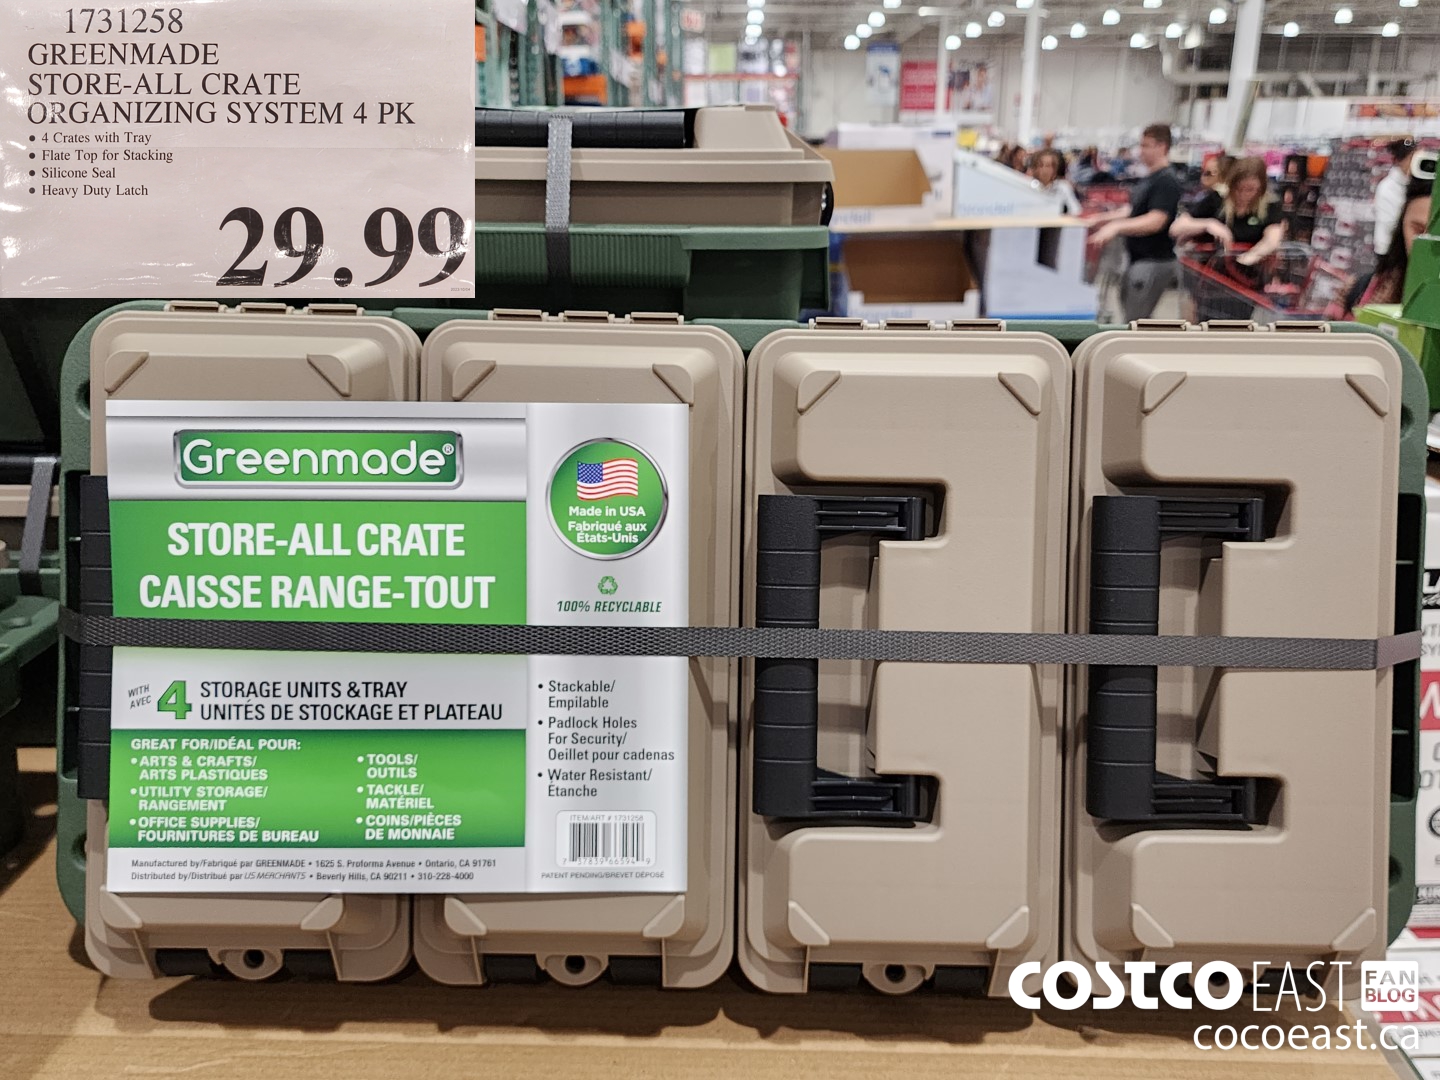 1731258
GREENMADE
STORE-ALL CRATE
ORGANIZING SYSTEM 4 PK
• 4 Crates with Tray
• Flate Top for Stacking
• Silicone Seal
• Heavy Duty Latch
29.99
Greenmade®
STORE-ALL CRATE
CAISSE RANGE-TOUT
WITH
AVEC
4
STORAGE UNITS &TRAY
UNITÉS DE STOCKAGE ET PLATEAU
GREAT FOR/IDÉAL POUR:
• ARTS & CRAFTS/
ARTS PLASTIQUES
• UTILITY STORAGE/
RANGEMENT
• OFFICE SUPPLIES/
FOURNITURES DE BUREAU
• TOOLS/
OUTILS
• TACKLE/
MATÉRIEL
• COINS/PIÈCES
DE MONNAIE
Manufactured by/Fabriqué par GREENMADE • 1625 S. Proforma Avenue • Ontario, CA 91761
Distributed by/Distribué par US MERCHANTS • Beverly Hills, CA 90211 • 310-228-4000
Made in USA
Fabriqué aux
États-Unis
100% RECYCLABLE
• Stackable/
Empilable
• Padlock Holes
For Security/
Oeillet pour cadenas
• Water Resistant/
Étanche
ITEM/ART # 1731258
7 37839 66594 9
PATENT PENDING/BREVET DÉPOSÉ
COSTCO EAST FAN
BLOG
cocoeast.ca